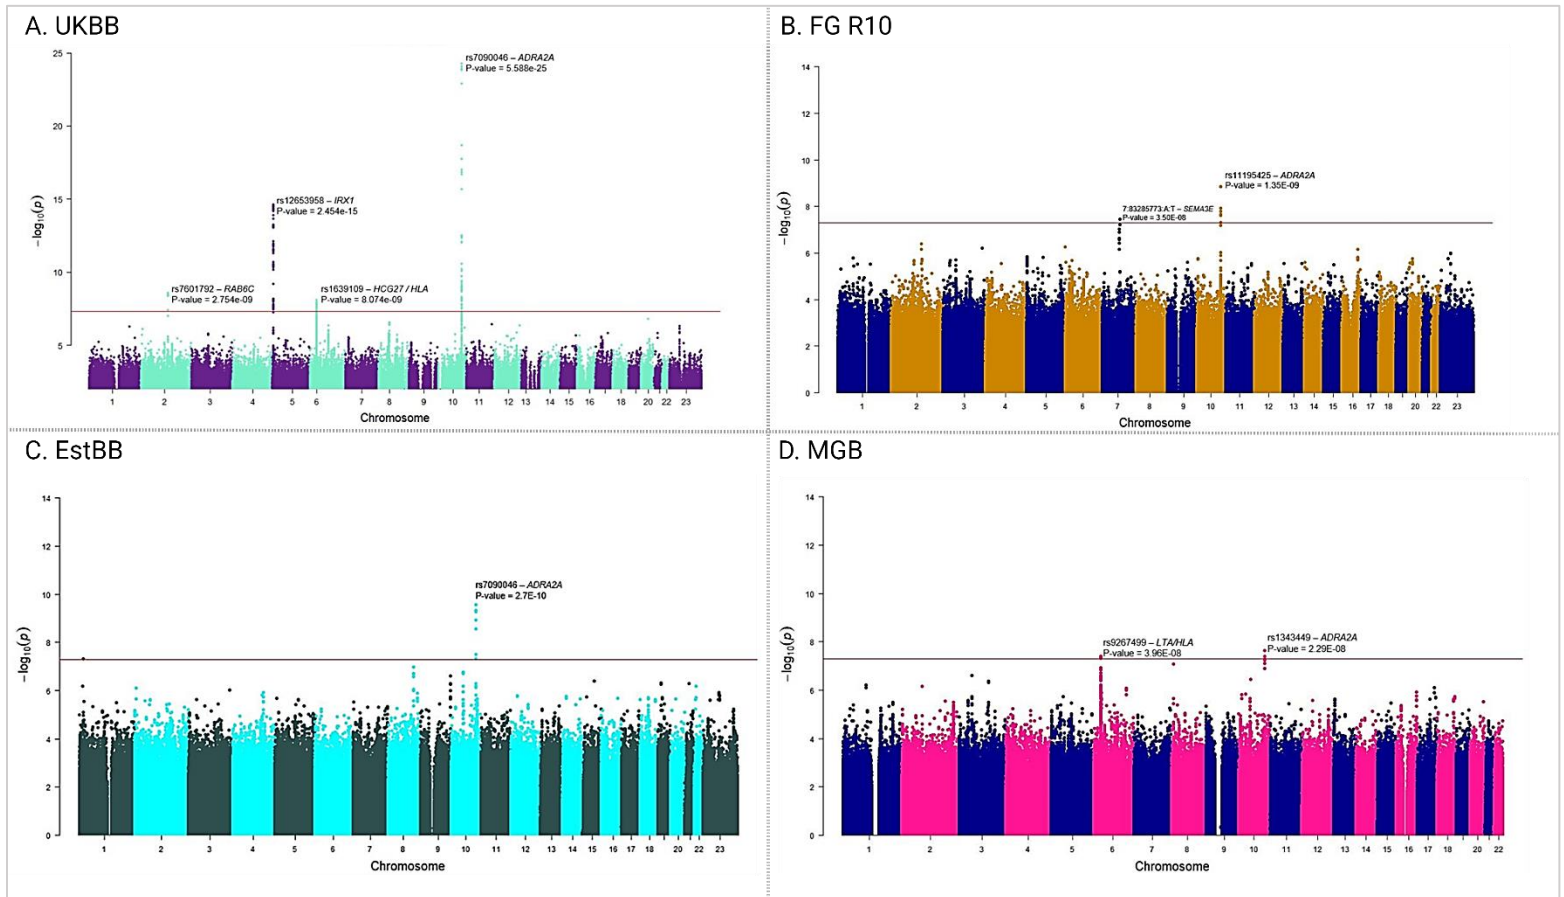 A. UKBB
25
20
15
10
5
−log10(p)
rs7090046 – ADRA2A
P-value = 5.588e-25
rs12653958 – IRX1
P-value = 2.454e-15
rs7601792 – RAB6C
P-value = 2.754e-09
rs1639109 – HCG27 / HLA
P-value = 8.074e-09
1 2 3 4 5 6 7 8 9 10 11 12 13 14 15 16 18 20 22 23
Chromosome
B. FG R10
14
12
10
8
6
4
2
0
−log10(p)
rs11195425 – ADRA2A
P-value = 1.35E-09
7:83285773:A:T – SEMA3E
P-value = 3.50E-08
1 2 3 4 5 6 7 8 9 10 11 12 13 14 15 16 18 20 22 23
Chromosome
C. EstBB
14
12
10
8
6
4
2
0
−log10(p)
rs7090046 – ADRA2A
P-value = 2.7E-10
1 2 3 4 5 6 7 8 9 10 11 12 13 14 15 16 17 18 20 22 23
Chromosome
D. MGB
14
12
10
8
6
4
2
0
−log10(p)
rs9267499 – LTA/HLA
P-value = 3.96E-08
rs1343449 – ADRA2A
P-value = 2.29E-08
1 2 3 4 5 6 7 8 9 10 11 12 13 14 15 16 17 18 20 22
Chromosome